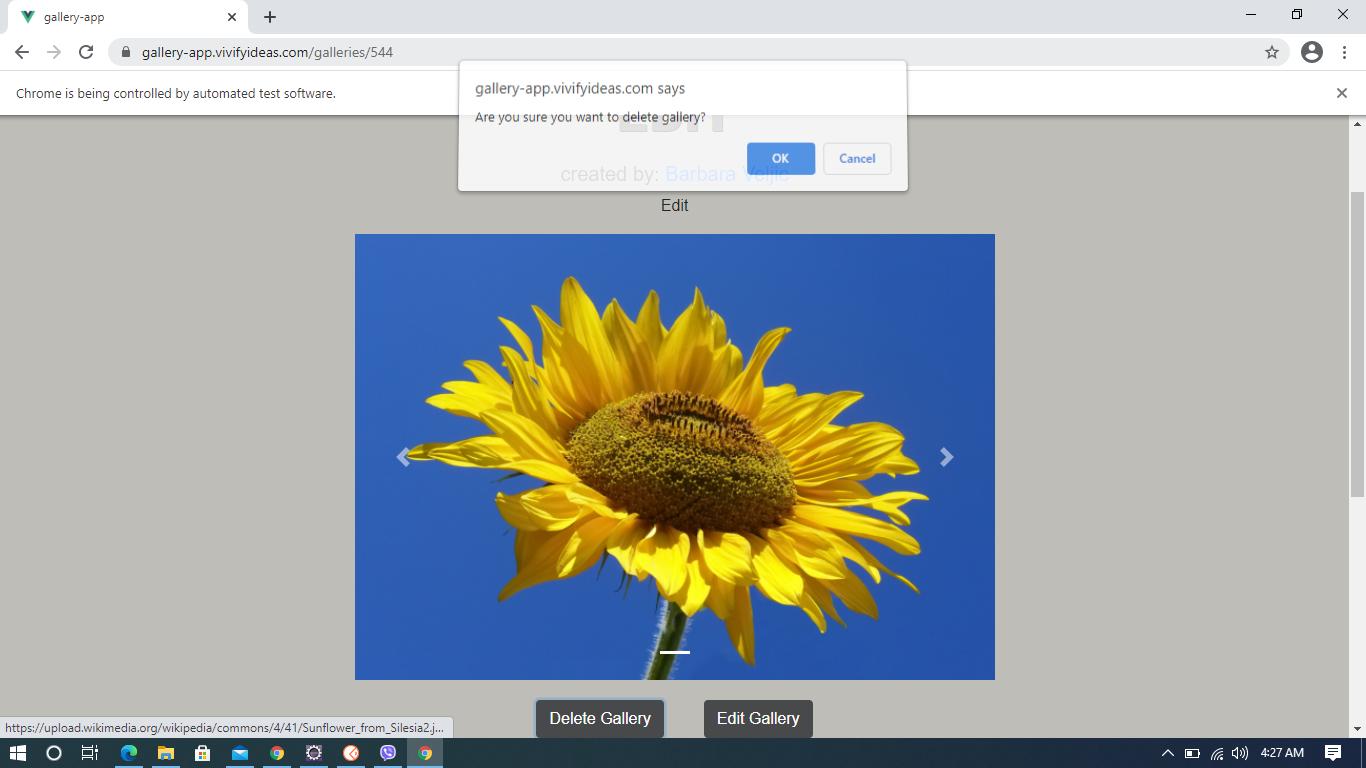 gallery-app
gallery-app.vivifyideas.com/galleries/544
Chrome is being controlled by automated test software.
gallery-app.vivifyideas.com says
Are you sure you want to delete gallery?
EDIT
OK
Cancel
created by: Barbara Veljic
Edit
Delete Gallery
Edit Gallery
https://upload.wikimedia.org/wikipedia/commons/4/41/Sunflower_from_Silesia2.j...
4:27 AM